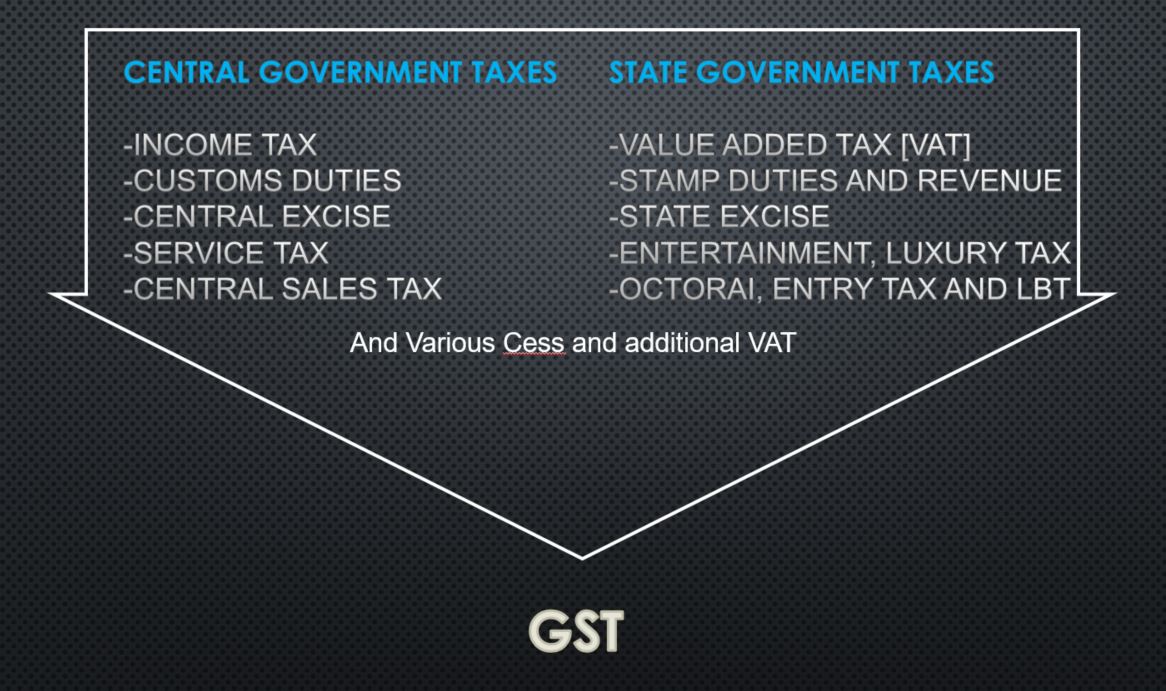 CENTRAL GOVERNMENT TAXES
-INCOME TAX
-CUSTOMS DUTIES
-CENTRAL EXCISE
-SERVICE TAX
-CENTRAL SALES TAX
STATE GOVERNMENT TAXES
-VALUE ADDED TAX [VAT]
-STAMP DUTIES AND REVENUE
-STATE EXCISE
-ENTERTAINMENT, LUXURY TAX
-OCTORAI, ENTRY TAX AND LBT
And Various Cess and additional VAT
GST